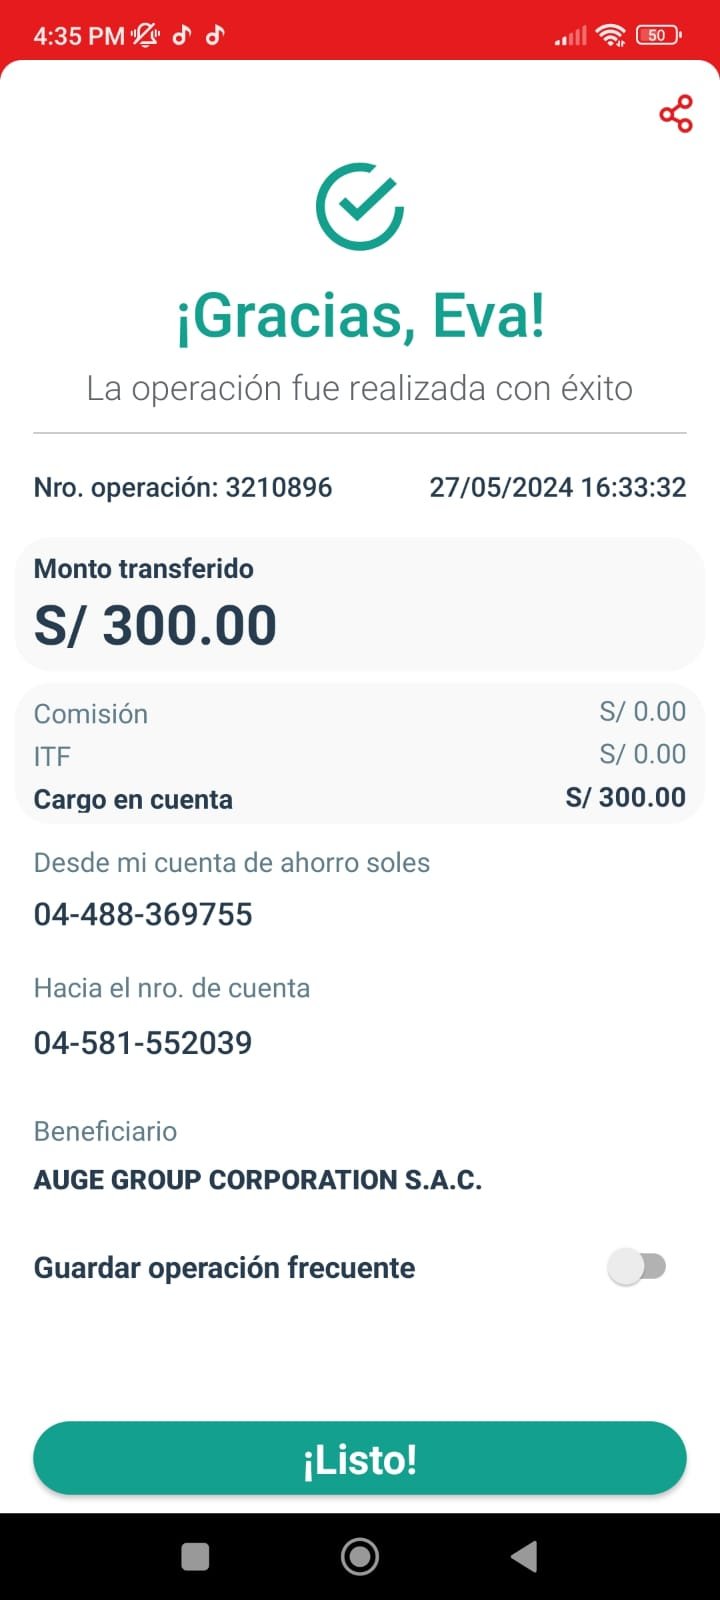 4:35 PM
50
¡Gracias, Eva!
La operación fue realizada con éxito
Nro. operación: 3210896 27/05/2024 16:33:32
Monto transferido
S/ 300.00
Comisión S/ 0.00
ITF S/ 0.00
Cargo en cuenta S/ 300.00
Desde mi cuenta de ahorro soles
04-488-369755
Hacia el nro. de cuenta
04-581-552039
Beneficiario
AUGE GROUP CORPORATION S.A.C.
Guardar operación frecuente
¡Listo!